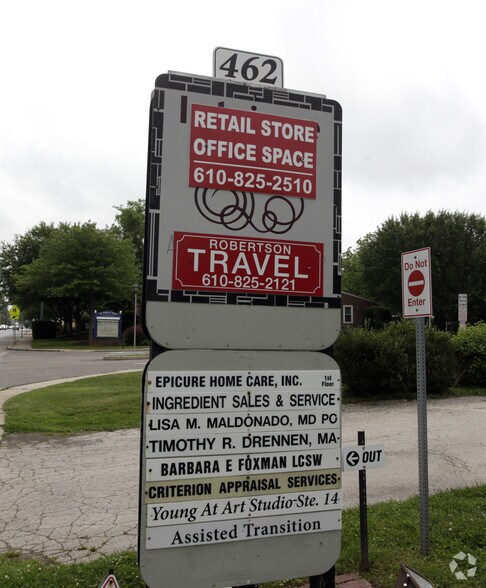 462
RETAIL STORE
OFFICE SPACE
610-825-2510
ROBERTSON
TRAVEL
610-825-2121
EPICURE HOME CARE, INC. 1st Floor
INGREDIENT SALES & SERVICE
LISA M. MALDONADO, MD PC
TIMOTHY R. DRENNEN, MA
BARBARA E FOXMAN LCSW
CRITERION APPRAISAL SERVICES
Young At Art Studio-Ste. 14
Assisted Transition
Do Not
Enter
OUT